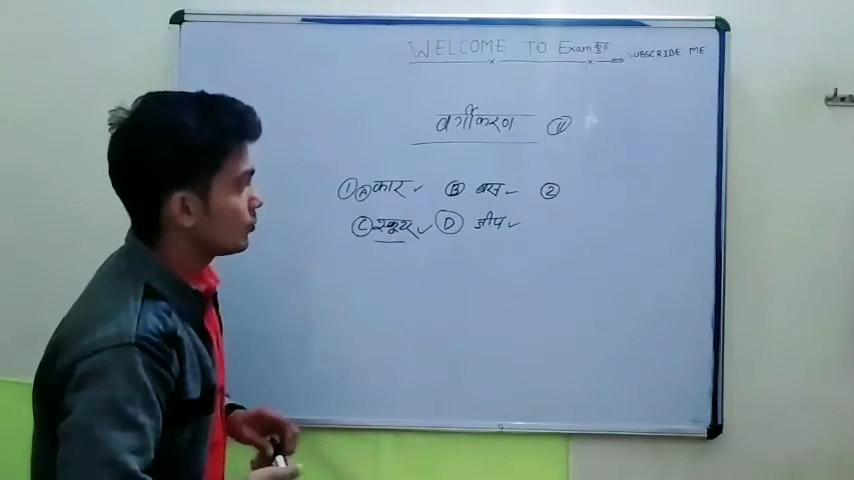 WELCOME TO Exam गुरु SUBSCRIBE ME
वर्गीकरण ①
① Ⓐ कार ✓ Ⓑ बस ✓ ②
Ⓒ स्कूटर ✓ Ⓓ जीप ✓